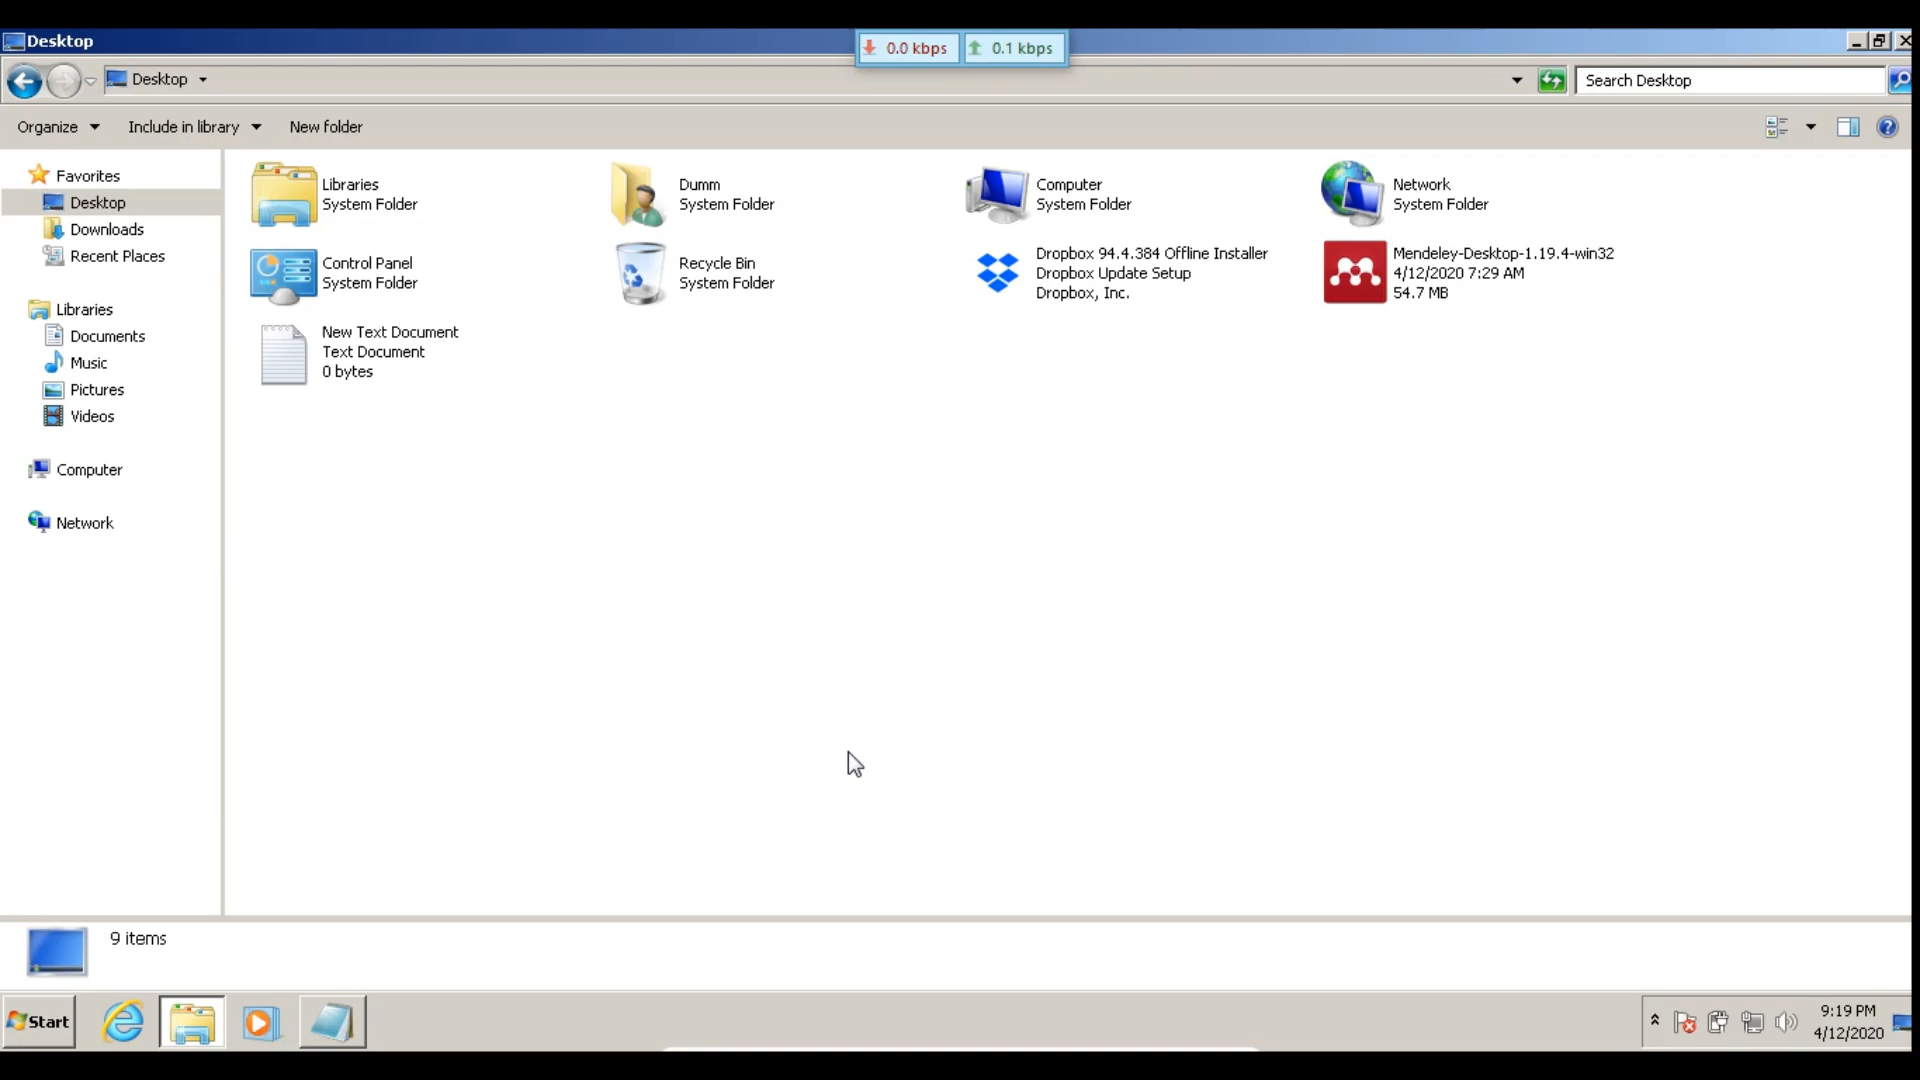 Desktop
0.0 kbps
0.1 kbps
Desktop
Search Desktop
Organize
Include in library
New folder
Favorites
Desktop
Downloads
Recent Places
Libraries
Documents
Music
Pictures
Videos
Computer
Network
Libraries
System Folder
Dumm
System Folder
Computer
System Folder
Network
System Folder
Control Panel
System Folder
Recycle Bin
System Folder
Dropbox 94.4.384 Offline Installer
Dropbox Update Setup
Dropbox, Inc.
Mendeley-Desktop-1.19.4-win32
4/12/2020 7:29 AM
54.7 MB
New Text Document
Text Document
0 bytes
9 items
Start
9:19 PM
4/12/2020